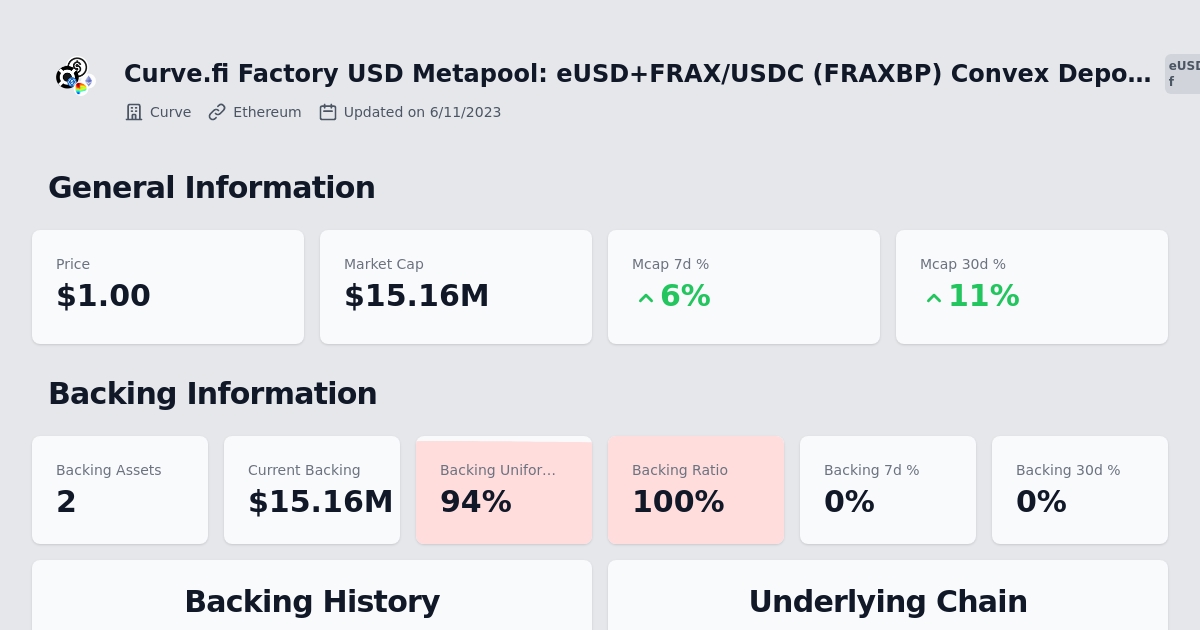 Curve.fi Factory USD Metapool: eUSD+FRAX/USDC (FRAXBP) Convex Depo...
eUSD
f
Curve Ethereum Updated on 6/11/2023
General Information
Price Market Cap Mcap 7d % Mcap 30d %
$1.00 $15.16M 6% 11%
Backing Information
Backing Assets Current Backing Backing Unifor... Backing Ratio Backing 7d % Backing 30d %
2 $15.16M 94% 100% 0% 0%
Backing History Underlying Chain